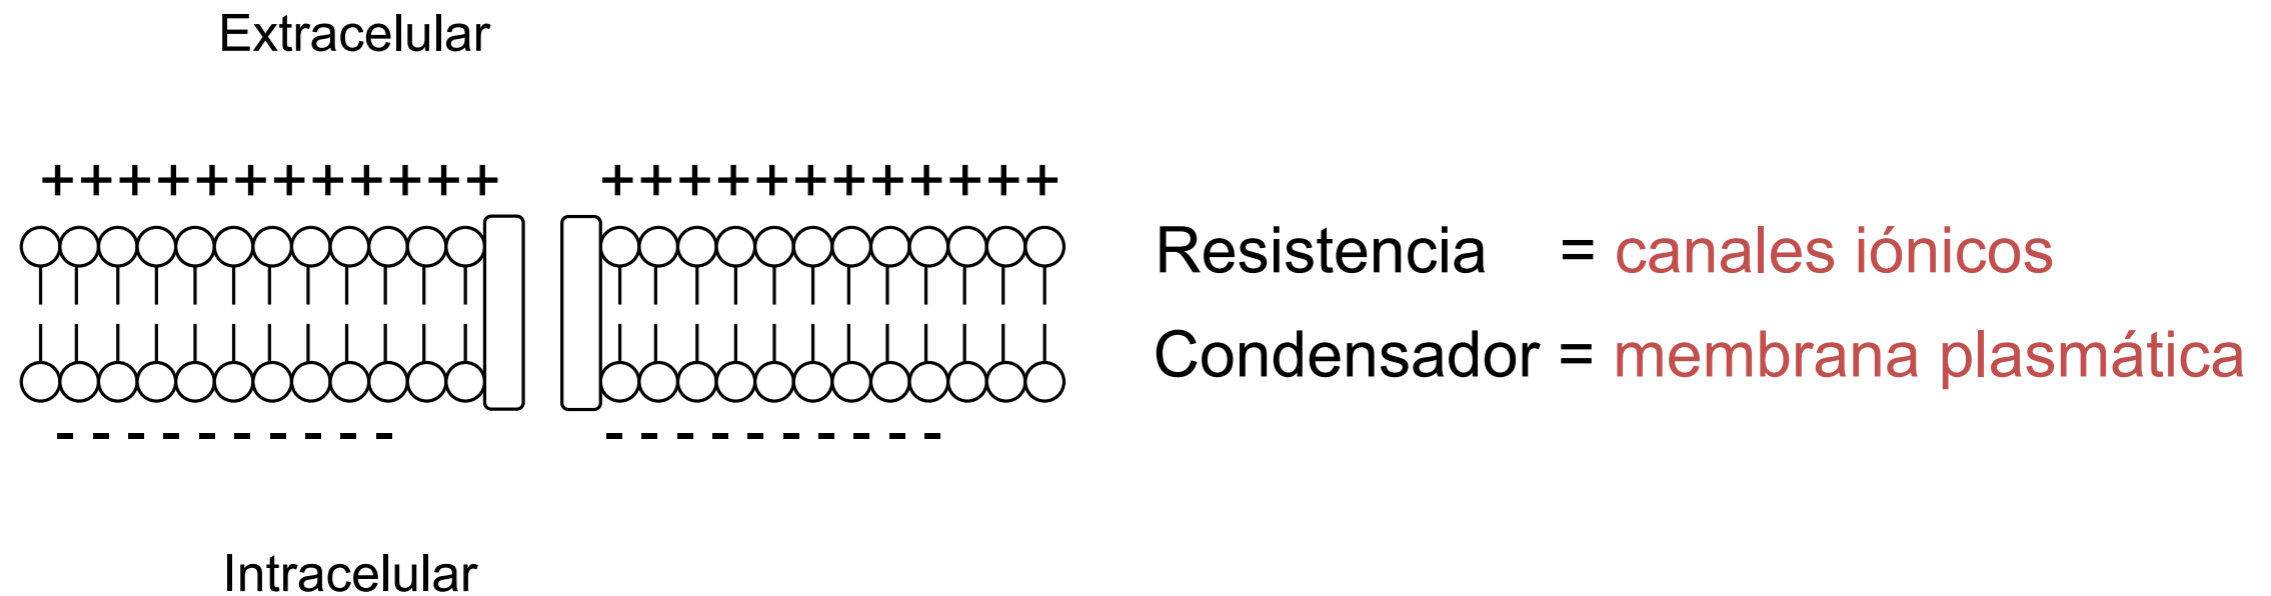 Extracelular
++++++++++++ ++++++++++++
Resistencia = canales iónicos
Condensador = membrana plasmática
- - - - - - - - - - - - - - - - - - - -
Intracelular